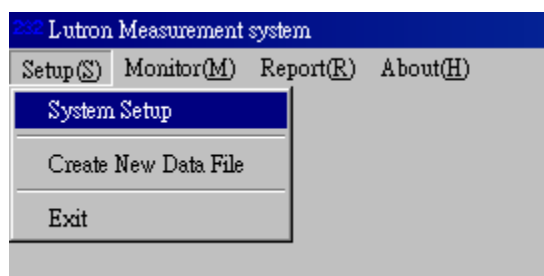 232 Lutron Measurement system
Setup(S) Monitor(M) Report(R) About(H)
System Setup
Create New Data File
Exit